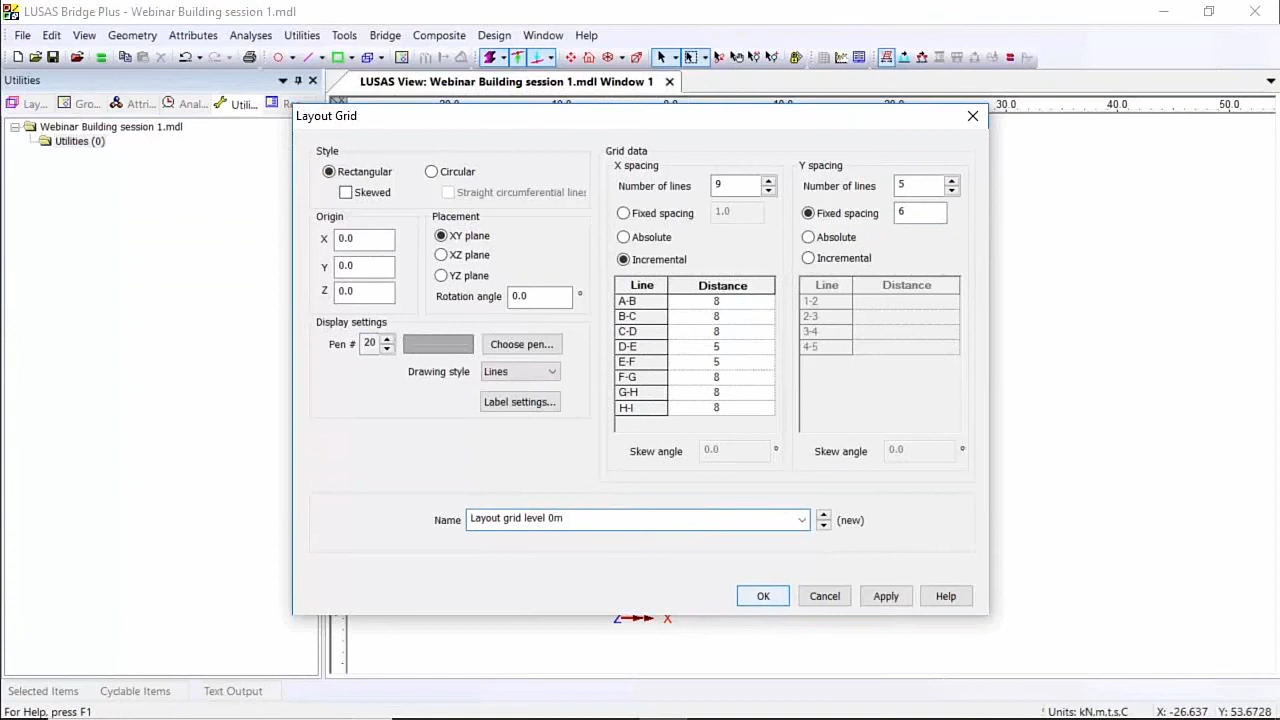 LUSAS Bridge Plus - Webinar Building session 1.mdl
File Edit View Geometry Attributes Analyses Utilities Tools Bridge Composite Design Window Help
Utilities
LUSAS View: Webinar Building session 1.mdl Window 1
Lay... Gro... Attri... Anal... Utili...
30.0 40.0 50.0
Webinar Building session 1.mdl
Utilities (0)
Layout Grid
Style
Rectangular Circular
Skewed Straight circumferential lines
Origin
X 0.0
Y 0.0
Z 0.0
Placement
XY plane
XZ plane
YZ plane
Rotation angle 0.0 °
Display settings
Pen # 20 Choose pen...
Drawing style Lines
Label settings...
Grid data
X spacing
Number of lines 9
Fixed spacing 1.0
Absolute
Incremental
Line Distance
A-B 8
B-C 8
C-D 8
D-E 5
E-F 5
F-G 8
G-H 8
H-I 8
Skew angle 0.0 °
Y spacing
Number of lines 5
Fixed spacing 6
Absolute
Incremental
Line Distance
1-2
2-3
3-4
4-5
Skew angle 0.0 °
Name Layout grid level 0m (new)
OK Cancel Apply Help
Z X
Selected Items Cyclable Items Text Output
For Help, press F1
Units: kN,m,t,s,C X: -26.637 Y: 53.6728